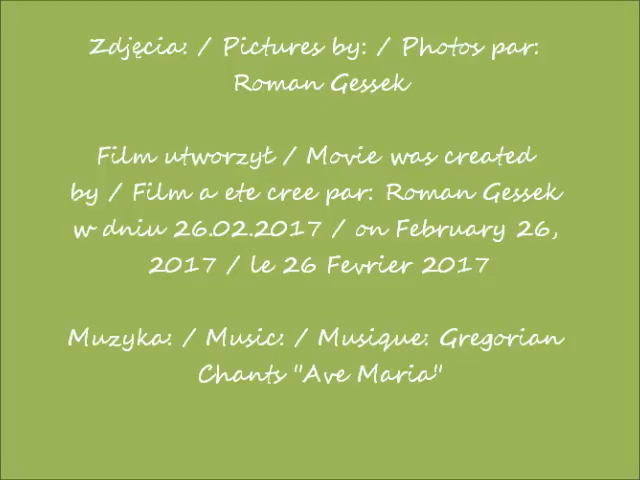 Zdjęcia: / Pictures by: / Photos par:
Roman Gessek
Film utworzył / Movie was created
by / Film a ete cree par: Roman Gessek
w dniu 26.02.2017 / on February 26,
2017 / le 26 Fevrier 2017
Muzyka: / Music: / Musique: Gregorian
Chants "Ave Maria"